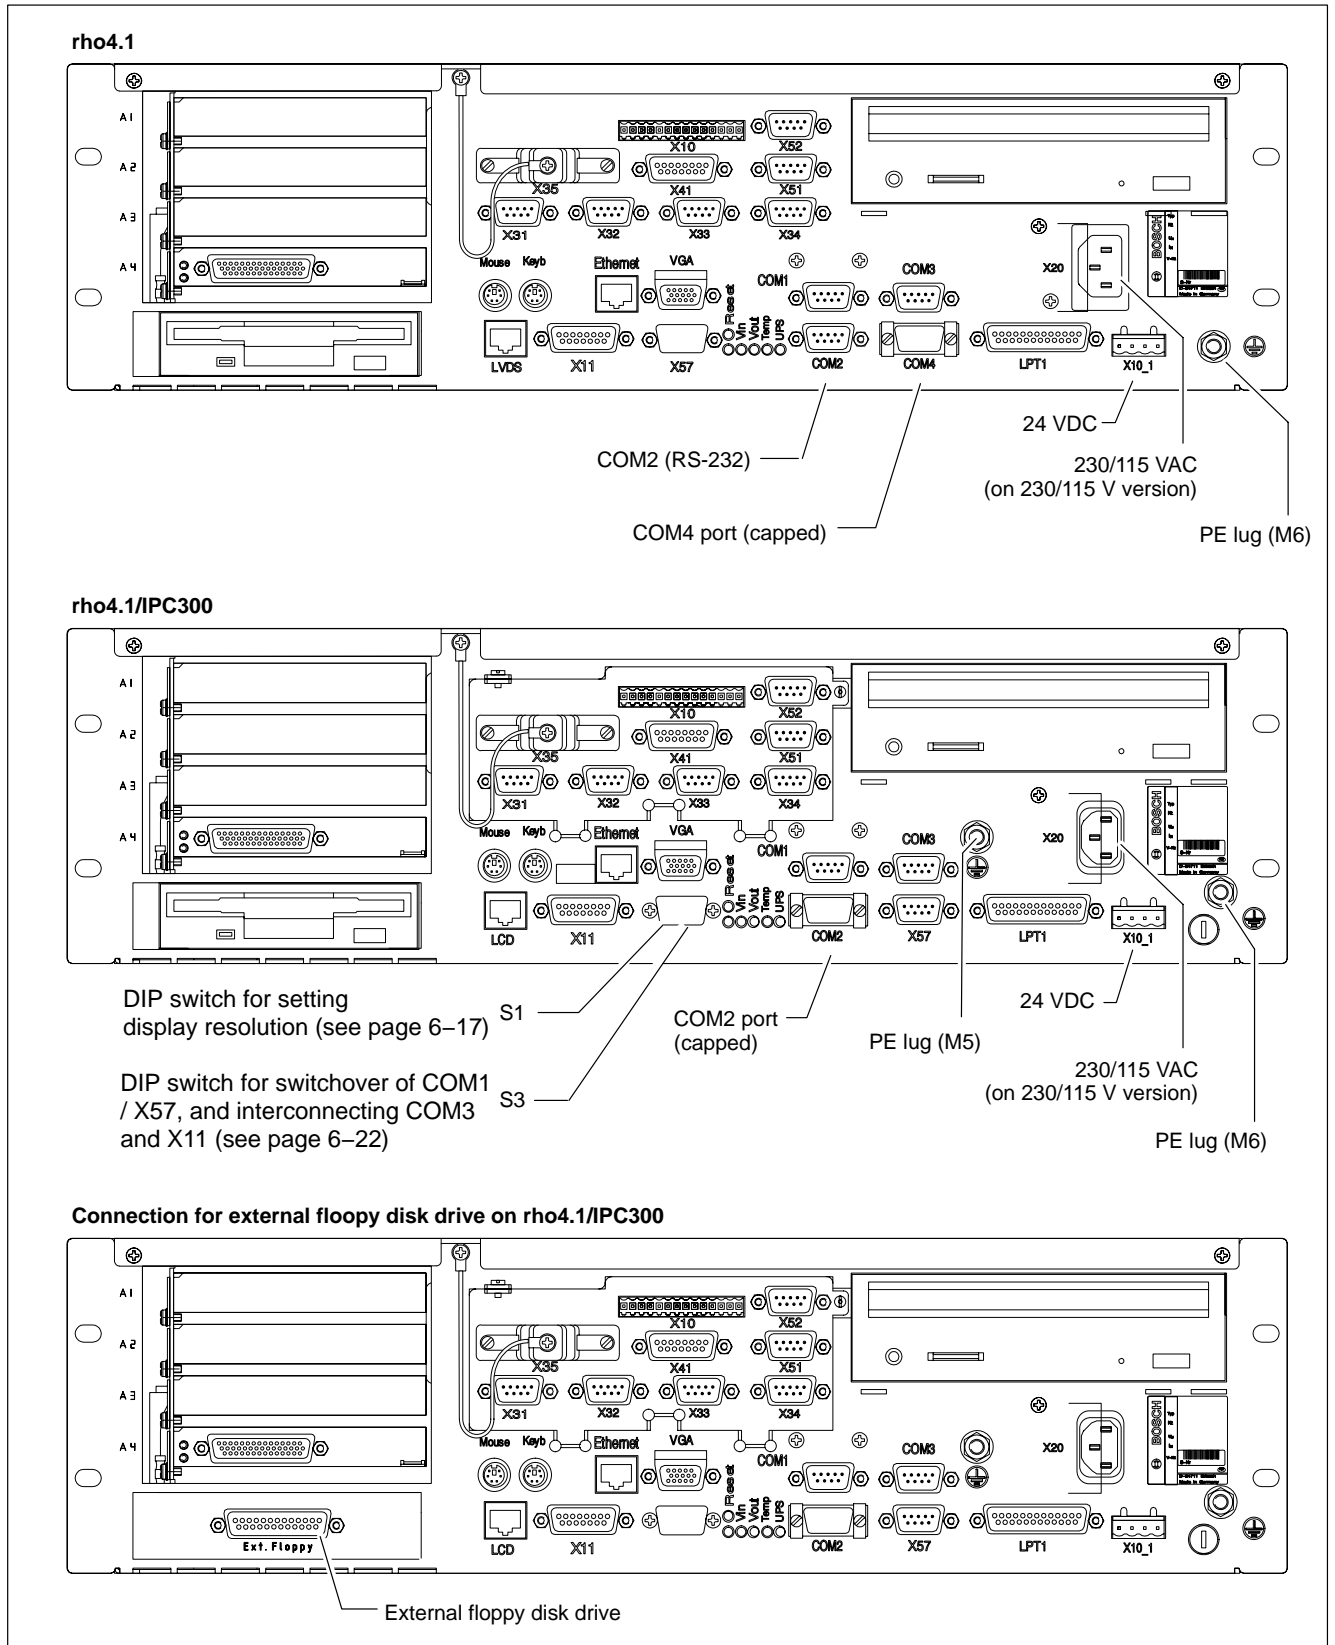 rho4.1
A1
X10
X52
A2
X35
X41
X51
A3
X31
X32
X33
X34
BOSCH
A4
Mouse Keyb Ethernet VGA
COM1
COM3
X20
Reset
Vin
Vout
Temp
UPS
LVDS
X11
X57
COM2
COM4
LPT1
X10_1
24 VDC
COM2 (RS-232)
230/115 VAC
(on 230/115 V version)
COM4 port (capped)
PE lug (M6)
rho4.1/IPC300
A1
X10
X52
A2
X35
X41
X51
A3
X31
X32
X33
X34
BOSCH
A4
Mouse Keyb Ethernet VGA
COM1
COM3
X20
Reset
Vin
Vout
Temp
UPS
LCD
X11
COM2
X57
LPT1
X10_1
DIP switch for setting
display resolution (see page 6–17)
S1
COM2 port
(capped)
PE lug (M5)
24 VDC
230/115 VAC
(on 230/115 V version)
DIP switch for switchover of COM1
/ X57, and interconnecting COM3
and X11 (see page 6–22)
S3
PE lug (M6)
Connection for external floopy disk drive on rho4.1/IPC300
A1
X10
X52
A2
X35
X41
X51
A3
X31
X32
X33
X34
BOSCH
A4
Mouse Keyb Ethernet VGA
COM1
COM3
X20
Reset
Vin
Vout
Temp
UPS
Ext. Floppy
LCD
X11
COM2
X57
LPT1
X10_1
External floppy disk drive